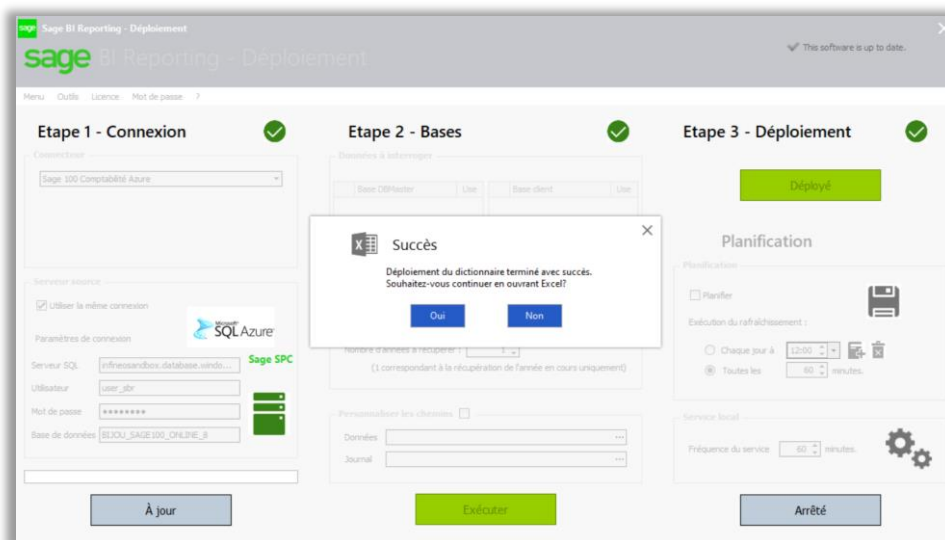 sage Sage BI Reporting - Déploiement
sage BI Reporting - Déploiement
This software is up to date.
Menu Outils Licence Mot de passe ?
Etape 1 - Connexion
Connecteur
Sage 100 Comptabilité Azure
Serveur source
Utiliser la même connexion
Microsoft
SQL Azure
Paramètres de connexion
Serveur SQL infineossandbox.database.windo...
Sage SPC
Utilisateur user_sbr
Mot de passe ********
Base de données BIJOU_SAGE100_ONLINE_8
À jour
Etape 2 - Bases
Données à interroger
Base DBMaster Use Base client Use
Succès
Déploiement du dictionnaire terminé avec succès.
Souhaitez-vous continuer en ouvrant Excel?
Oui Non
Nombre d'années à récupérer :
(1 correspondant à la récupération de l'année en cours uniquement)
Personnaliser les chemins
Données ...
Journal ...
Exécuter
Etape 3 - Déploiement
Déployé
Planification
Planification
Planifier
Exécution du rafraîchissement :
Chaque jour à 12:00
Toutes les 60 minutes.
Service local
Fréquence du service 60 minutes.
Arrêté